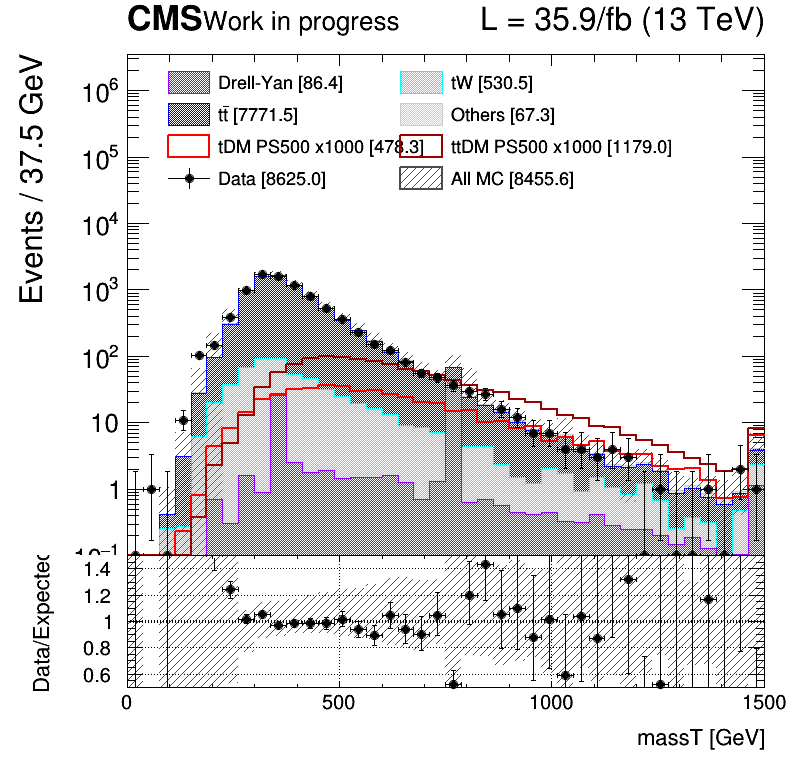 CMS Work in progress L = 35.9/fb (13 TeV)
Events / 37.5 GeV
Drell-Yan [86.4] tW [530.5]
tt̄ [7771.5] Others [67.3]
tDM PS500 x1000 [478.3] ttDM PS500 x1000 [1179.0]
Data [8625.0] All MC [8455.6]
10⁶
10⁵
10⁴
10³
10²
10
1
10⁻¹
Data/Expected
1.4
1.2
1
0.8
0.6
0 500 1000 1500
massT [GeV]